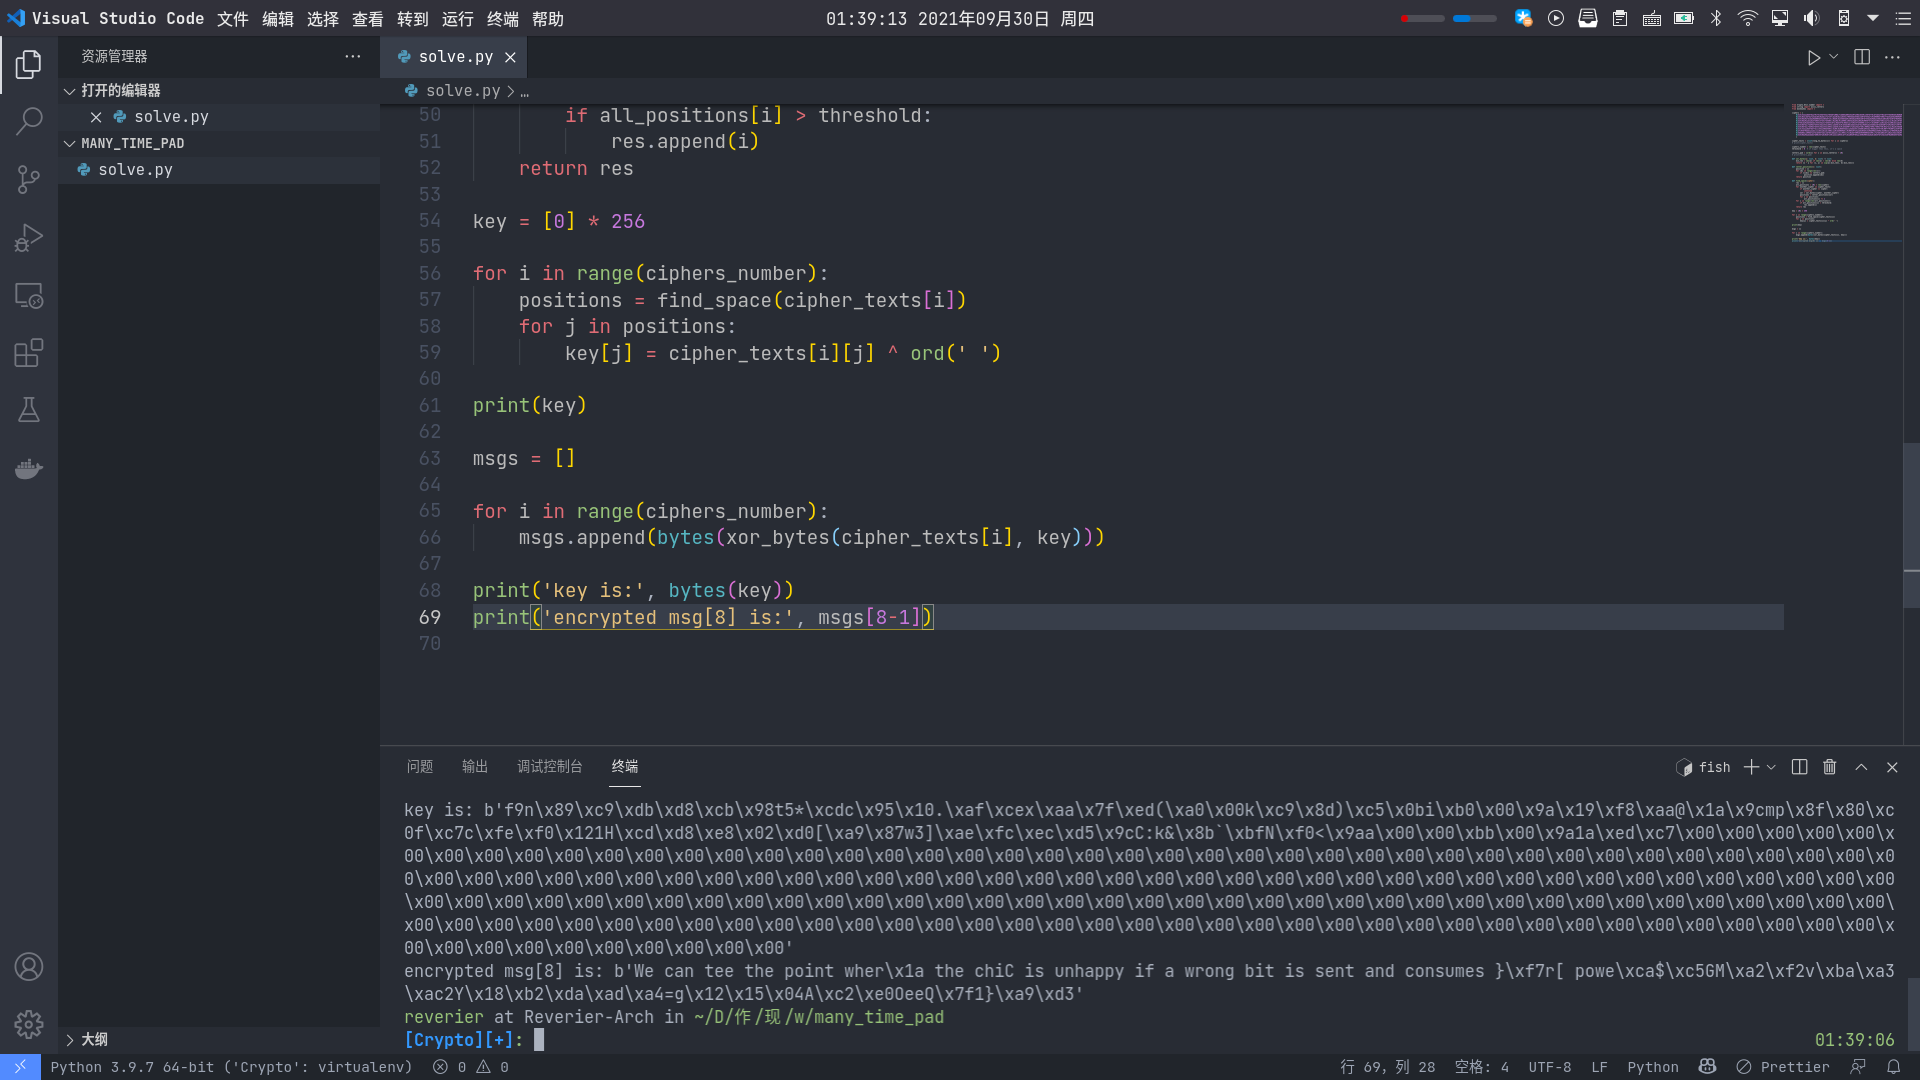 Visual Studio Code 文件 编辑 选择 查看 转到 运行 终端 帮助
01:39:13 2021年09月30日 周四
资源管理器
solve.py
打开的编辑器
solve.py
MANY_TIME_PAD
solve.py
大纲
solve.py > …
50 if all_positions[i] > threshold:
51 res.append(i)
52 return res
53
54 key = [0] * 256
55
56 for i in range(ciphers_number):
57 positions = find_space(cipher_texts[i])
58 for j in positions:
59 key[j] = cipher_texts[i][j] ^ ord(' ')
60
61 print(key)
62
63 msgs = []
64
65 for i in range(ciphers_number):
66 msgs.append(bytes(xor_bytes(cipher_texts[i], key)))
67
68 print('key is:', bytes(key))
69 print('encrypted msg[8] is:', msgs[8-1])
70
问题 输出 调试控制台 终端
fish
key is: b'f9n\x89\xc9\xdb\xd8\xcb\x98t5*\xcdc\x95\x10.\xaf\xcex\xaa\x7f\xed(\xa0\x00k\xc9\x8d)\xc5\x0bi\xb0\x00\x9a\x19\xf8\xaa@\x1a\x9cmp\x8f\x80\xc
0f\xc7c\xfe\xf0\x121H\xcd\xd8\xe8\x02\xd0[\xa9\x87w3]\xae\xfc\xec\xd5\x9cC:k&\x8b`\xbfN\xf0<\x9aa\x00\x00\xbb\x00\x9a1a\xed\xc7\x00\x00\x00\x00\x00\x
00\x00\x00\x00\x00\x00\x00\x00\x00\x00\x00\x00\x00\x00\x00\x00\x00\x00\x00\x00\x00\x00\x00\x00\x00\x00\x00\x00\x00\x00\x00\x00\x00\x00\x00\x00\x00\x0
0\x00\x00\x00\x00\x00\x00\x00\x00\x00\x00\x00\x00\x00\x00\x00\x00\x00\x00\x00\x00\x00\x00\x00\x00\x00\x00\x00\x00\x00\x00\x00\x00\x00\x00\x00\x00\x00
\x00\x00\x00\x00\x00\x00\x00\x00\x00\x00\x00\x00\x00\x00\x00\x00\x00\x00\x00\x00\x00\x00\x00\x00\x00\x00\x00\x00\x00\x00\x00\x00\x00\x00\x00\x00\x00\
x00\x00\x00\x00\x00\x00\x00\x00\x00\x00\x00\x00\x00\x00\x00\x00\x00\x00\x00\x00\x00\x00\x00\x00\x00\x00\x00\x00\x00\x00\x00\x00\x00\x00\x00\x00\x00\x
00\x00\x00\x00\x00\x00\x00\x00\x00\x00'
encrypted msg[8] is: b'We can tee the point wher\x1a the chiC is unhappy if a wrong bit is sent and consumes }\xf7r[ powe\xca$\xc5GM\xa2\xf2v\xba\xa3
\xac2Y\x18\xb2\xda\xad\xa4=g\x12\x15\x04A\xc2\xe0OeeQ\x7f1}\xa9\xd3'
reverier at Reverier-Arch in ~/D/作/现/w/many_time_pad
[Crypto][+]: 01:39:06
Python 3.9.7 64-bit ('Crypto': virtualenv) 0 0 行 69, 列 28 空格: 4 UTF-8 LF Python Prettier